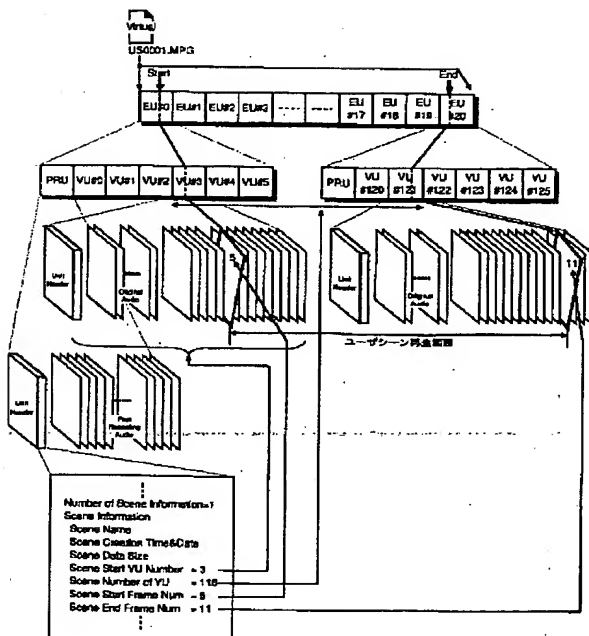 Virtual
US0001.MPG
Start
End
EU#0 EU#1 EU#2 EU#3 EU #17 EU #18 EU #19 EU #20
PRU VU#0 VU#1 VU#2 VU#3 VU#4 VU#5
PRU VU #120 VU #121 VU #122 VU #123 VU #124 VU #125
5
11
Unit Header
Original Audio
Unit Header
Original Audio
ユーザシーン再生範囲
Unit Header
Post Recording Audio
Number of Scene Information=1
Scene Information
Scene Name
Scene Creation Time&Date
Scene Data Size
Scene Start VU Number = 3
Scene Number of VU = 118
Scene Start Frame Num = 5
Scene End Frame Num = 11